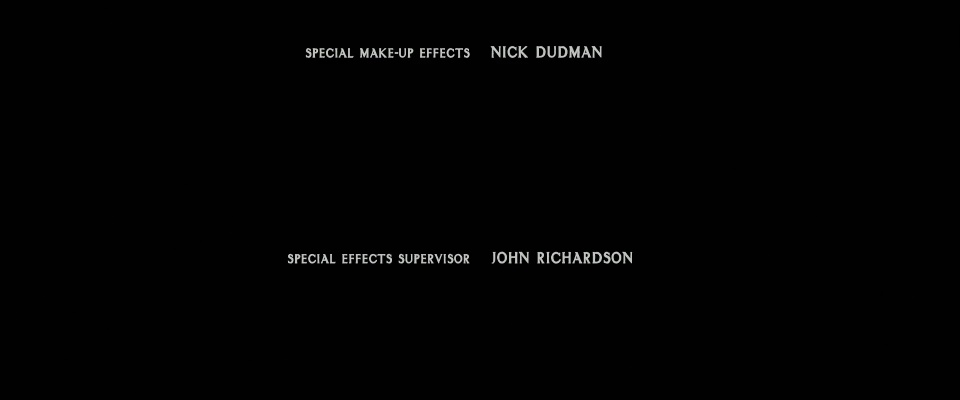 SPECIAL MAKE-UP EFFECTS NICK DUDMAN
SPECIAL EFFECTS SUPERVISOR JOHN RICHARDSON